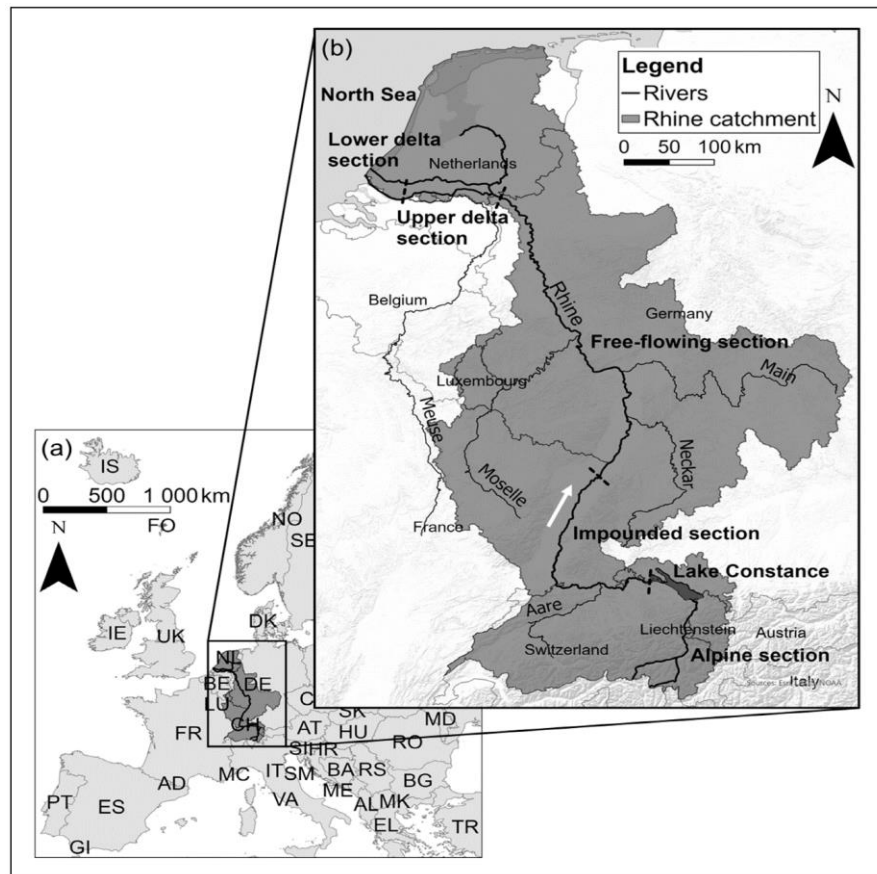 (b)
Legend
Rivers
Rhine catchment
0 50 100 km
N
North Sea
Lower delta
section
Netherlands
Upper delta
section
Belgium
Rhine
Germany
Free-flowing section
Main
Luxembourg
Meuse
Moselle
Neckar
France
Impounded section
Lake Constance
Aare
Liechtenstein
Austria
Switzerland
Alpine section
Italy
(a)
IS
0 500 1 000 km
N
FO
NO
SE
DK
IE
UK
NL
BE
DE
LU
CH
FR
AT
SK
HU
MD
SI
HR
RO
AD
MC
IT
SM
BA
RS
BG
PT
ES
VA
ME
AL
MK
EL
TR
GI